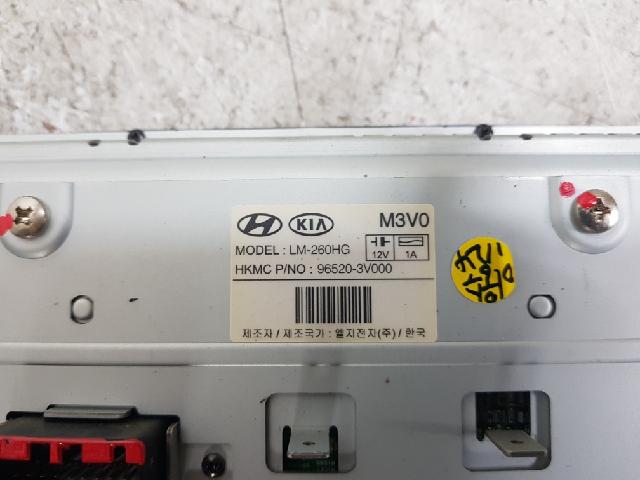 KIA M3V0
MODEL : LM-260HG
12V 1A
HKMC P/NO : 96520-3V000
제조자 / 제조국가 : 엘지전자(주) / 한국